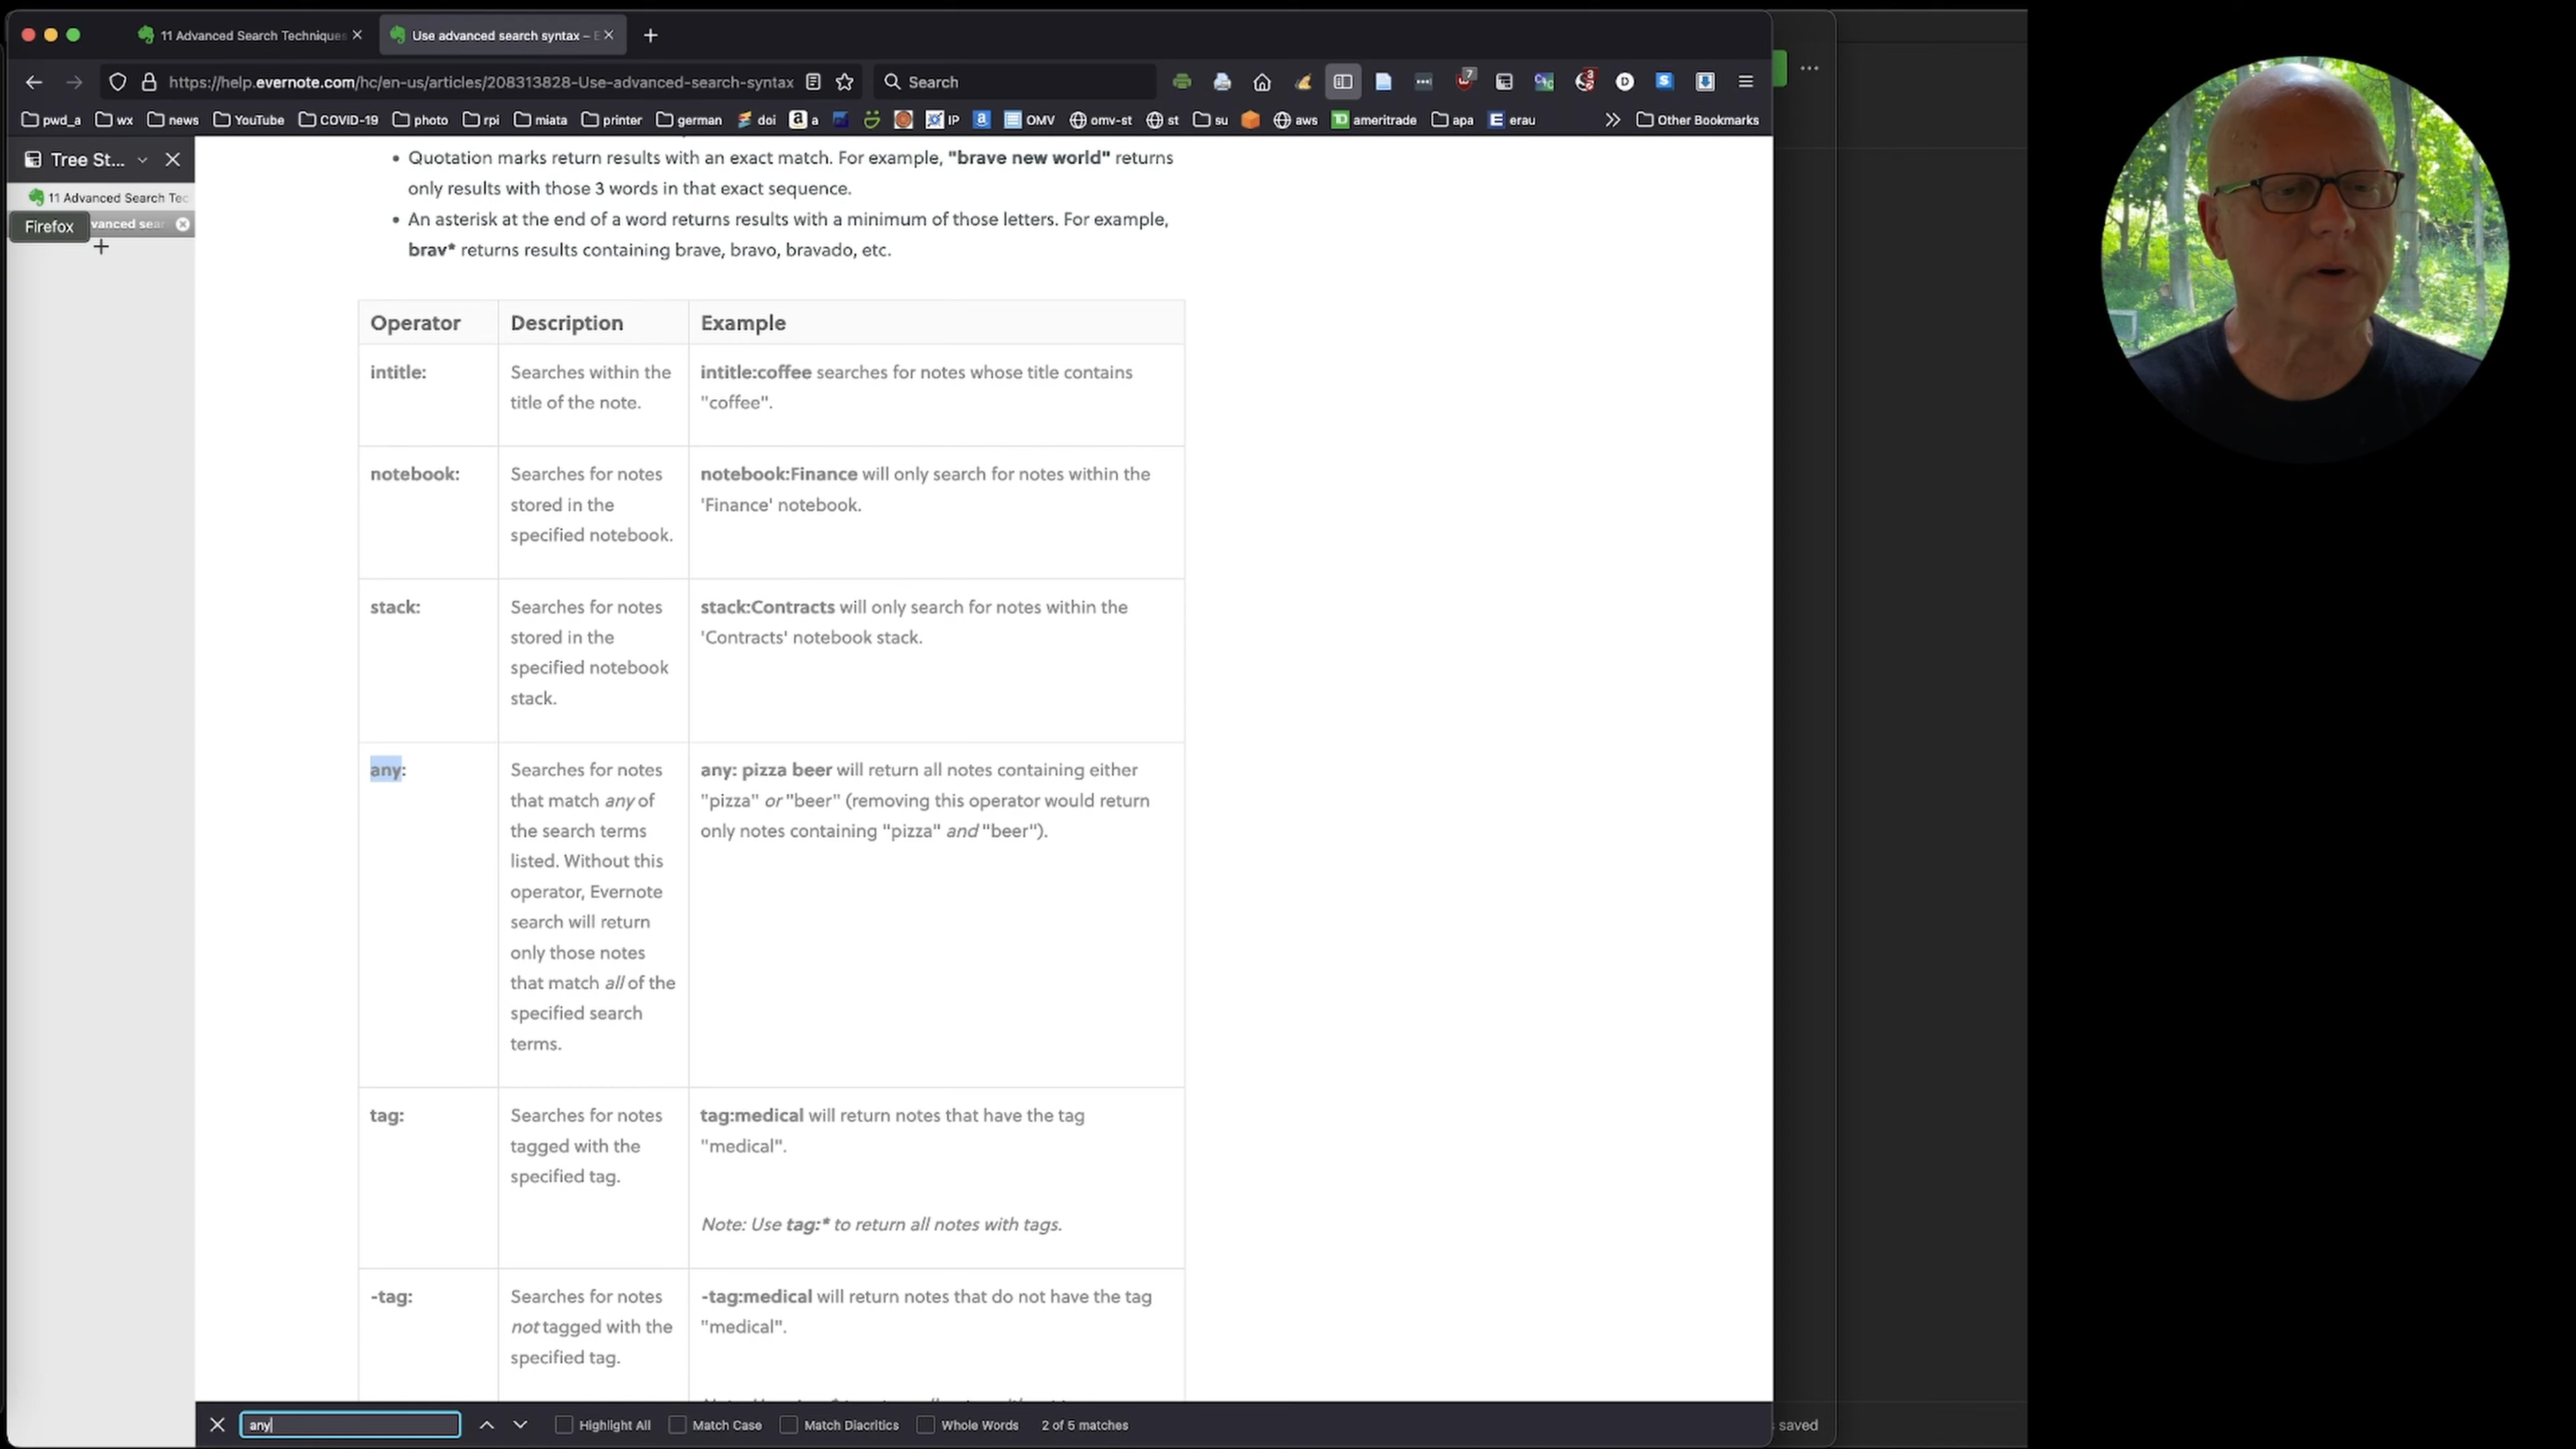 11 Advanced Search Techniques
Use advanced search syntax – E
https://help.evernote.com/hc/en-us/articles/208313828-Use-advanced-search-syntax
Search
7
3
pwd_a
wx
news
YouTube
COVID-19
photo
rpi
miata
printer
german
doi
a
IP
OMV
omv-st
st
su
aws
ameritrade
apa
erau
Other Bookmarks
Tree St...
11 Advanced Search Tec
vanced sear
Firefox
• Quotation marks return results with an exact match. For example, "brave new world" returns
only results with those 3 words in that exact sequence.
• An asterisk at the end of a word returns results with a minimum of those letters. For example,
brav* returns results containing brave, bravo, bravado, etc.
Operator
Description
Example
intitle:
Searches within the
title of the note.
intitle:coffee searches for notes whose title contains
"coffee".
notebook:
Searches for notes
stored in the
specified notebook.
notebook:Finance will only search for notes within the
'Finance' notebook.
stack:
Searches for notes
stored in the
specified notebook
stack.
stack:Contracts will only search for notes within the
'Contracts' notebook stack.
any:
Searches for notes
that match any of
the search terms
listed. Without this
operator, Evernote
search will return
only those notes
that match all of the
specified search
terms.
any: pizza beer will return all notes containing either
"pizza" or "beer" (removing this operator would return
only notes containing "pizza" and "beer").
tag:
Searches for notes
tagged with the
specified tag.
tag:medical will return notes that have the tag
"medical".
Note: Use tag:* to return all notes with tags.
-tag:
Searches for notes
not tagged with the
specified tag.
-tag:medical will return notes that do not have the tag
"medical".
any
Highlight All
Match Case
Match Diacritics
Whole Words
2 of 5 matches
saved